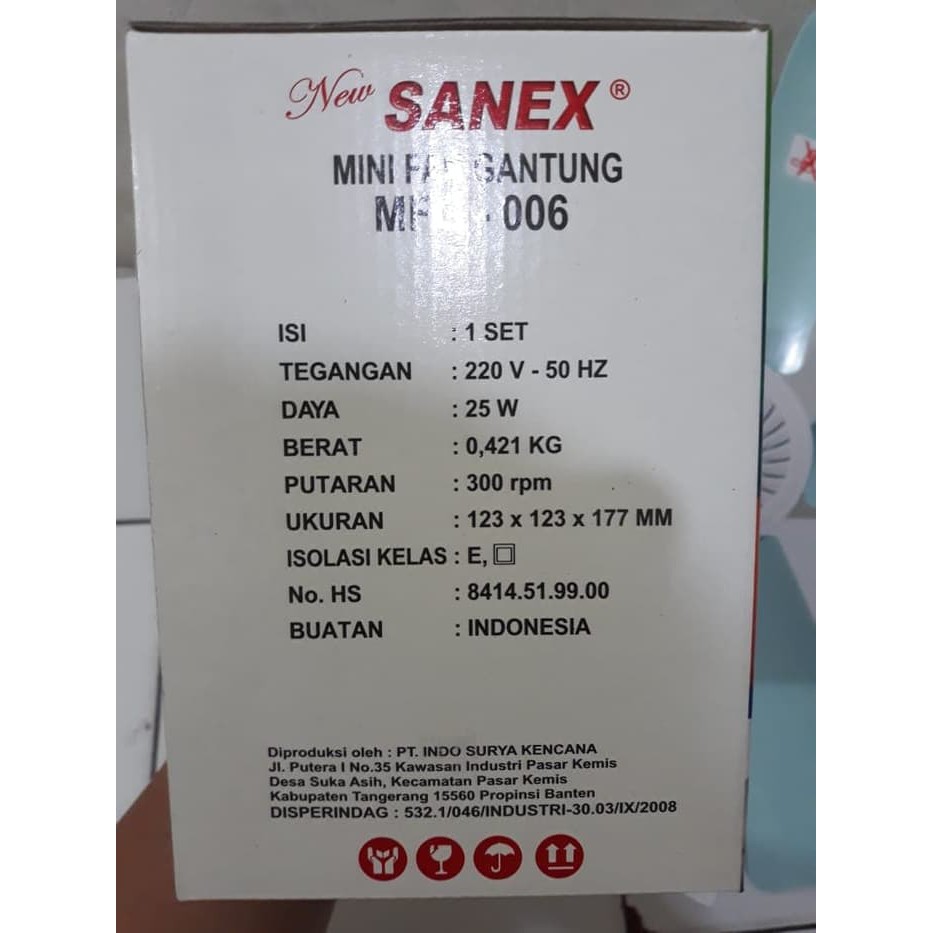 New SANEX ®
MINI GANTUNG
006
ISI : 1 SET
TEGANGAN : 220 V - 50 HZ
DAYA : 25 W
BERAT : 0,421 KG
PUTARAN : 300 rpm
UKURAN : 123 x 123 x 177 MM
ISOLASI KELAS : E,
No. HS : 8414.51.99.00
BUATAN : INDONESIA
Diproduksi oleh : PT. INDO SURYA KENCANA
Jl. Putera I No.35 Kawasan Industri Pasar Kemis
Desa Suka Asih, Kecamatan Pasar Kemis
Kabupaten Tangerang 15560 Propinsi Banten
DISPERINDAG : 532.1/046/INDUSTRI-30.03/IX/2008